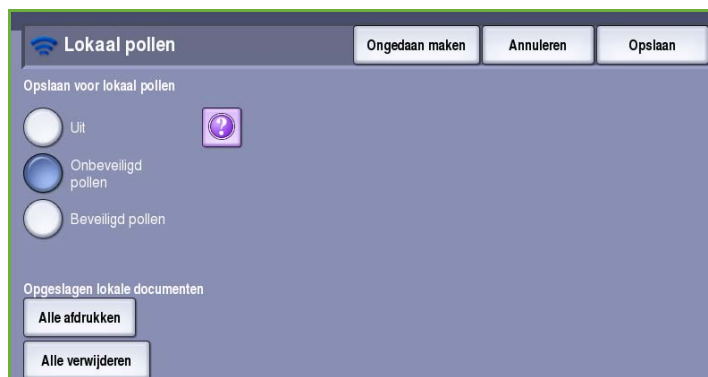 Lokaal pollen
Ongedaan maken
Annuleren
Opslaan
Opslaan voor lokaal pollen
Uit
?
Onbeveiligd
pollen
Beveiligd pollen
Opgeslagen lokale documenten
Alle afdrukken
Alle verwijderen